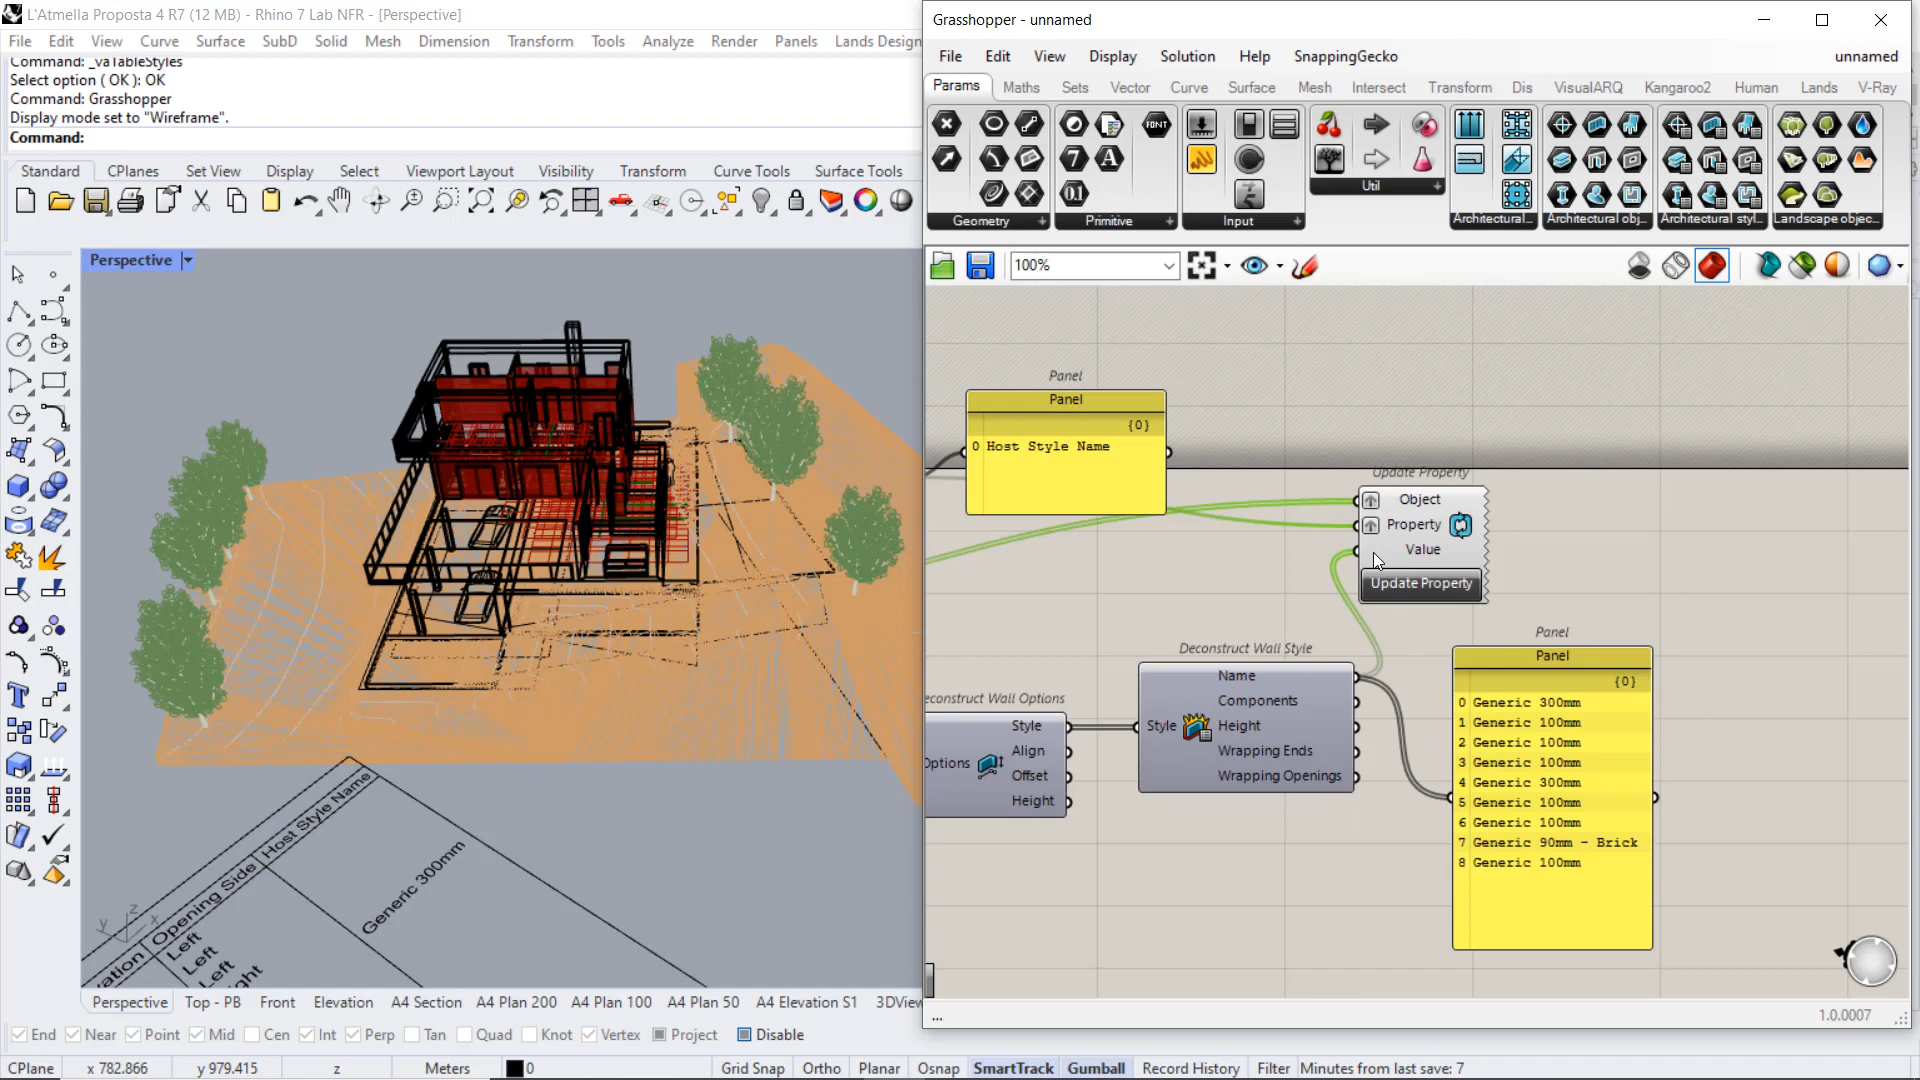 L'Atmella Proposta 4 R7 (12 MB) - Rhino 7 Lab NFR - [Perspective]
File Edit View Curve Surface SubD Solid Mesh Dimension Transform Tools Analyze Render Panels Lands Design
Command: _vaTableStyles
Select option ( OK ): OK
Command: Grasshopper
Display mode set to "Wireframe".
Command:
Standard CPlanes Set View Display Select Viewport Layout Visibility Transform Curve Tools Surface Tools
Perspective
Host Style Name
Opening Side
Generic 300mm
Left
Left
z
y
x
Perspective Top - PB Front Elevation A4 Section A4 Plan 200 A4 Plan 100 A4 Plan 50 A4 Elevation S1 3DView
End Near Point Mid Cen Int Perp Tan Quad Knot Vertex Project Disable
CPlane x 782.866 y 979.415 z Meters 0 Grid Snap Ortho Planar Osnap SmartTrack Gumball Record History Filter Minutes from last save: 7
Grasshopper - unnamed
File Edit View Display Solution Help SnappingGecko unnamed
Params Maths Sets Vector Curve Surface Mesh Intersect Transform Dis VisualARQ Kangaroo2 Human Lands V-Ray
FONT
7 A
0.1
Geometry Primitive Input Util Architectural... Architectural obj... Architectural styl... Landscape objec...
100%
Panel
Panel
{0}
0 Host Style Name
Update Property
Object
Property
Value
Update Property
Deconstruct Wall Style
Name
Components
Style Height
Wrapping Ends
Wrapping Openings
econstruct Wall Options
Style
Align
Options
Offset
Height
Panel
Panel
{0}
0 Generic 300mm
1 Generic 100mm
2 Generic 100mm
3 Generic 100mm
4 Generic 300mm
5 Generic 100mm
6 Generic 100mm
7 Generic 90mm - Brick
8 Generic 100mm
...
1.0.0007